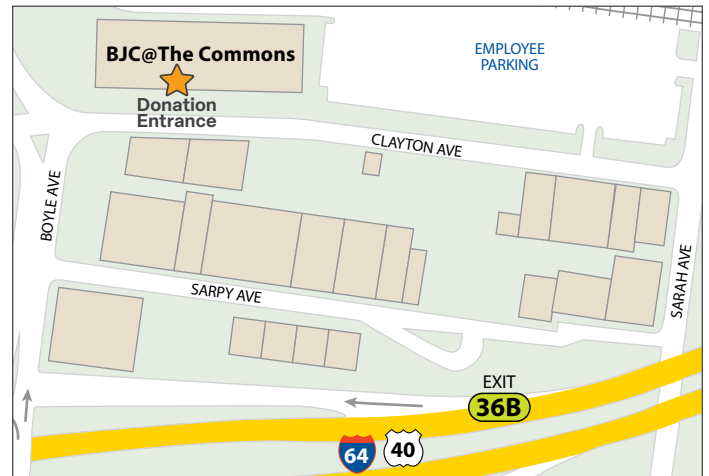 BJC@The Commons
Donation
Entrance
EMPLOYEE
PARKING
CLAYTON AVE
BOYLE AVE
SARPY AVE
SARAH AVE
EXIT
36B
64
40